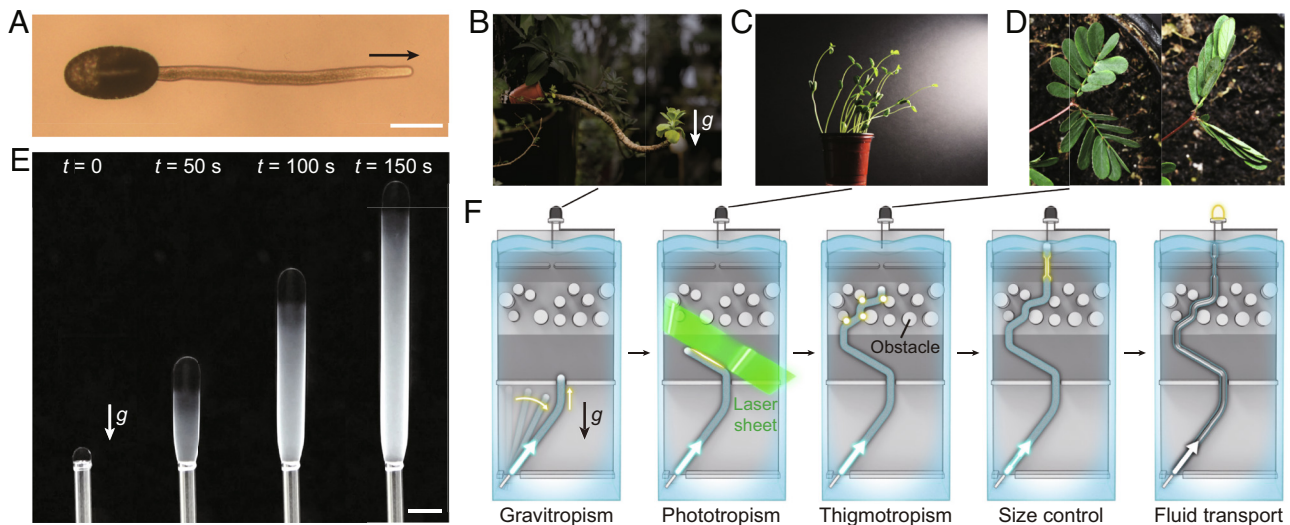 A
B
C
D
g
E
t = 0
t = 50 s
t = 100 s
t = 150 s
g
F
Obstacle
Laser
sheet
g
Gravitropism
Phototropism
Thigmotropism
Size control
Fluid transport